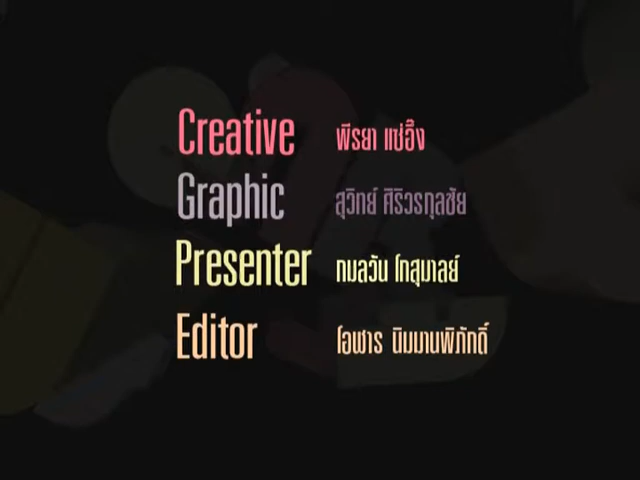 Creative พีรยา แซ่อึ๊ง
Graphic สุวิทย์ ศิริวรกุลชัย
Presenter กมลวัน โกสุมาลย์
Editor โอฬาร นิมมานพิภักดิ์